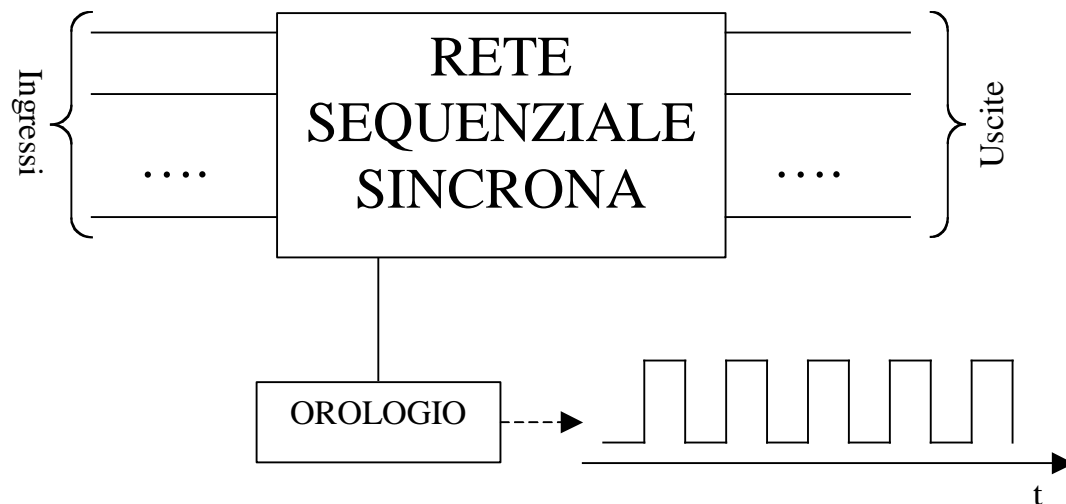 Ingressi
RETE
SEQUENZIALE
SINCRONA
....
....
Uscite
OROLOGIO
t